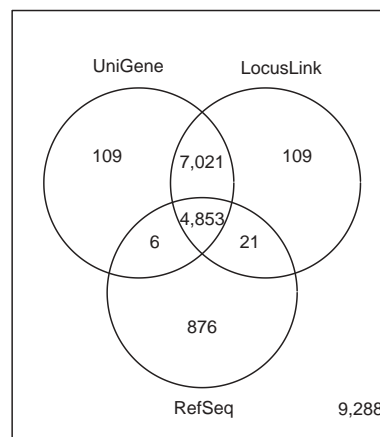 UniGene LocusLink
109 7,021 109
4,853
6 21
876
RefSeq 9,288